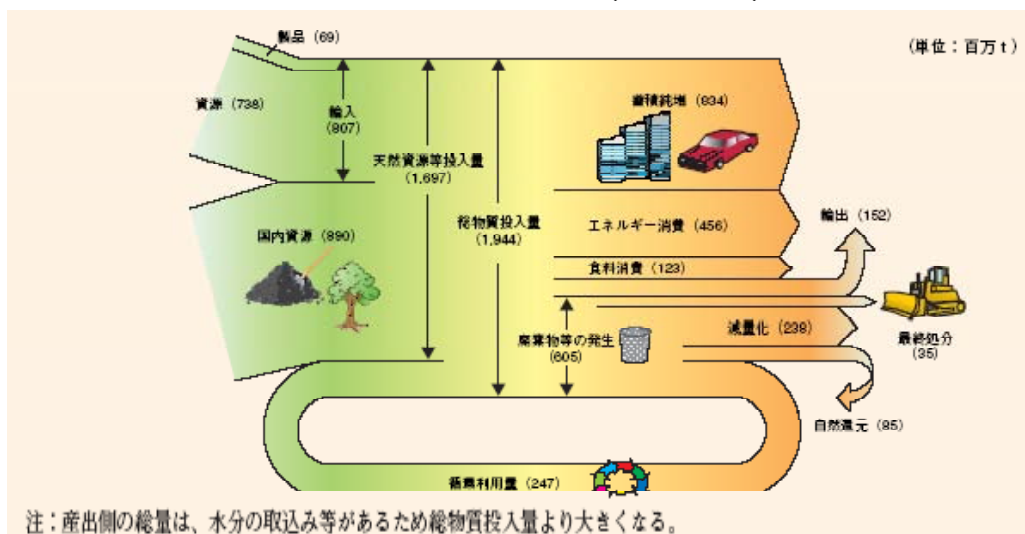 製品 (69)
(単位：百万t)
資源 (738)
輸入
(807)
蓄積純増 (834)
天然資源等投入量
(1,697)
国内資源 (890)
総物質投入量
(1,944)
エネルギー消費 (456)
輸出 (152)
食料消費 (123)
廃棄物等の発生
(605)
減量化 (238)
最終処分
(35)
自然還元 (85)
循環利用量 (247)
注：産出側の総量は、水分の取込み等があるため総物質投入量より大きくなる。